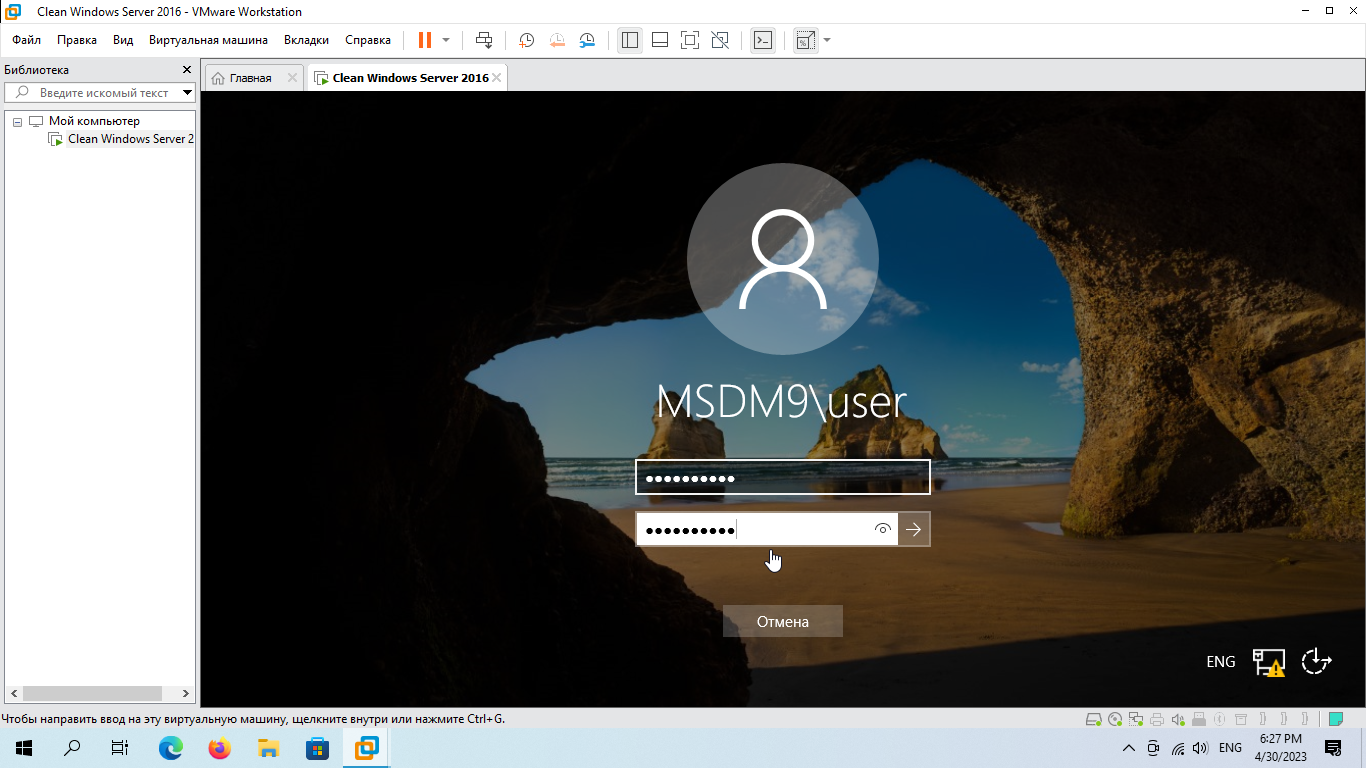 Clean Windows Server 2016 - VMware Workstation
Файл Правка Вид Виртуальная машина Вкладки Справка
Библиотека
Главная Clean Windows Server 2016
Введите искомый текст
Мой компьютер
Clean Windows Server 2
MSDM9\user
Отмена
ENG
Чтобы направить ввод на эту виртуальную машину, щелкните внутри или нажмите Ctrl+G.
ENG
6:27 PM
4/30/2023